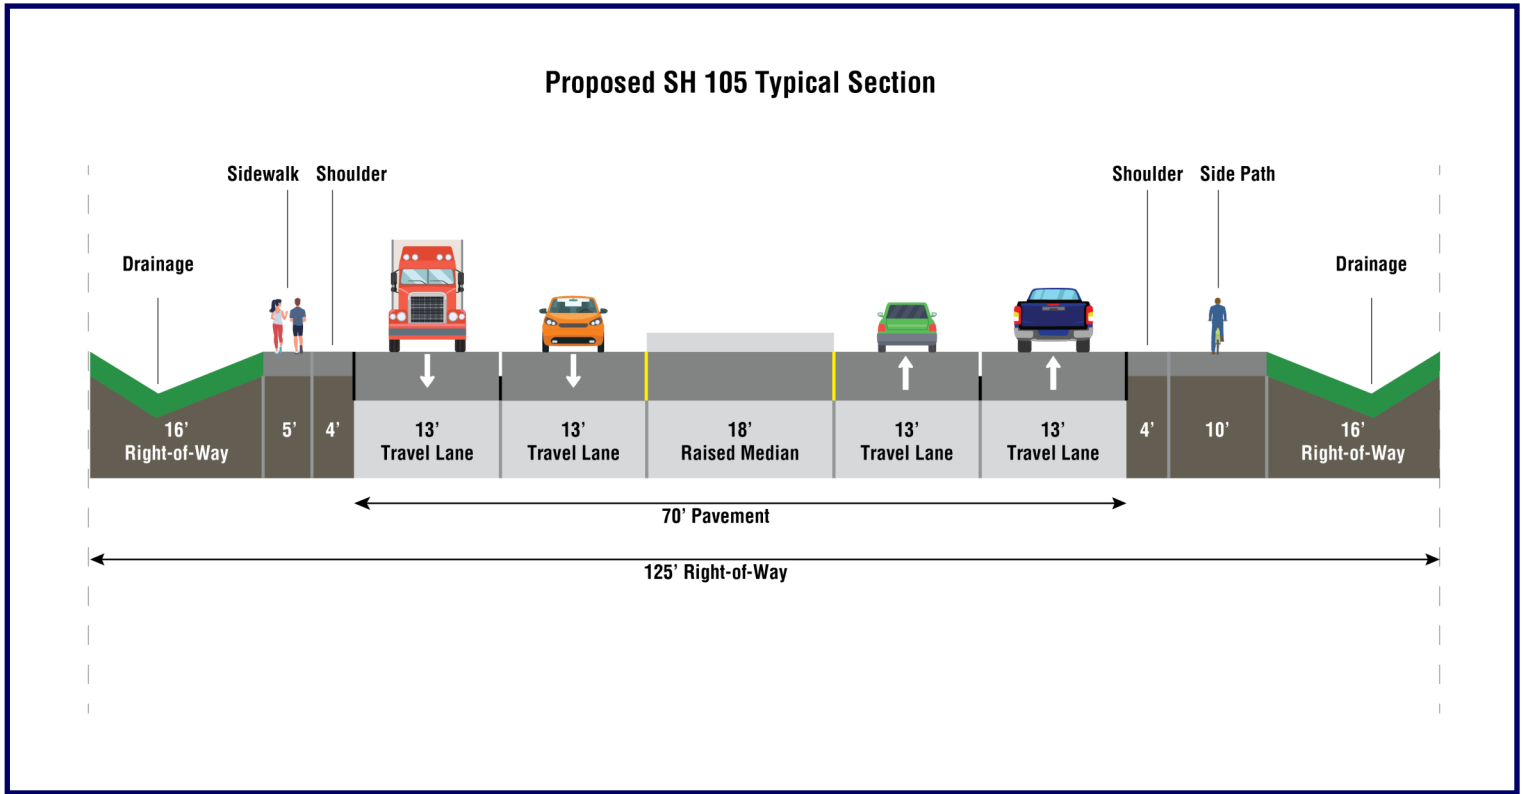 Proposed SH 105 Typical Section
Sidewalk
Shoulder
Shoulder
Side Path
Drainage
Drainage
16’
Right-of-Way
5’
4’
13’
Travel Lane
13’
Travel Lane
18’
Raised Median
13’
Travel Lane
13’
Travel Lane
4’
10’
16’
Right-of-Way
70’ Pavement
125’ Right-of-Way